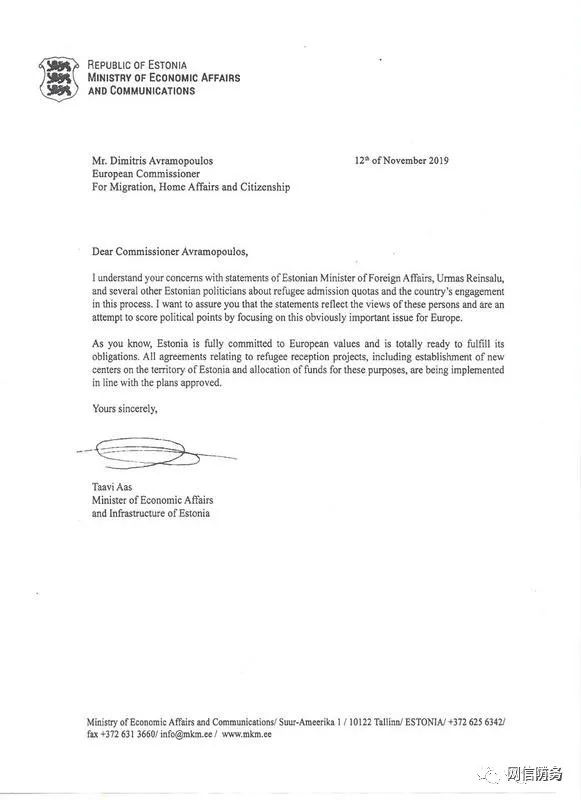 REPUBLIC OF ESTONIA
MINISTRY OF ECONOMIC AFFAIRS
AND COMMUNICATIONS
Mr. Dimitris Avramopoulos
European Commissioner
For Migration, Home Affairs and Citizenship
12th of November 2019
Dear Commissioner Avramopoulos,
I understand your concerns with statements of Estonian Minister of Foreign Affairs, Urmas Reinsalu,
and several other Estonian politicians about refugee admission quotas and the country's engagement
in this process. I want to assure you that the statements reflect the views of these persons and are an
attempt to score political points by focusing on this obviously important issue for Europe.
As you know, Estonia is fully committed to European values and is totally ready to fulfill its
obligations. All agreements relating to refugee reception projects, including establishment of new
centers on the territory of Estonia and allocation of funds for these purposes, are being implemented
in line with the plans approved.
Yours sincerely,
Taavi Aas
Minister of Economic Affairs
and Infrastructure of Estonia
Ministry of Economic Affairs and Communications/ Suur-Ameerika 1 / 10122 Tallinn/ ESTONIA/ +372 625 6342/
fax +372 631 3660/ info@mkm.ee / www.mkm.ee
网信防务